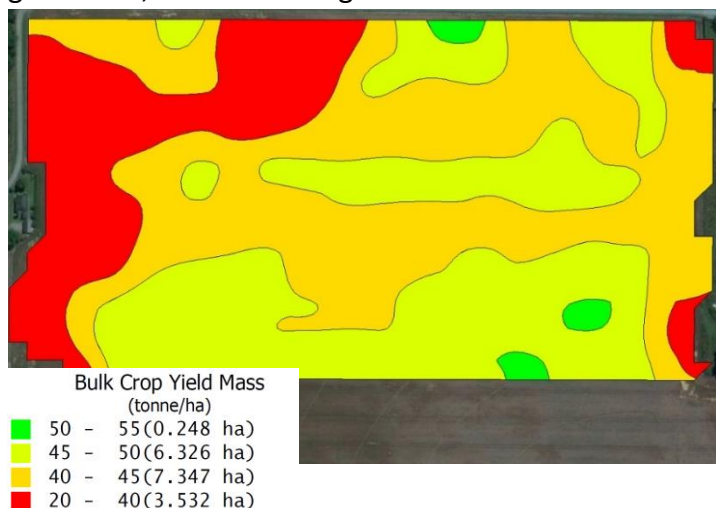 Bulk Crop Yield Mass
(tonne/ha)
50 - 55(0.248 ha)
45 - 50(6.326 ha)
40 - 45(7.347 ha)
20 - 40(3.532 ha)